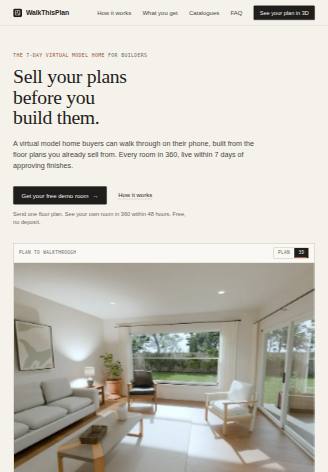 WalkThisPlan
How it works
What you get
Catalogues
FAQ
See your plan in 3D
THE 7-DAY VIRTUAL MODEL HOME FOR BUILDERS
Sell your plans
before you
build them.
A virtual model home buyers can walk through on their phone, built from the
floor plans you already sell from. Every room in 360, live within 7 days of
approving finishes.
Get your free demo room →
How it works
Send one floor plan. See your own room in 360 within 48 hours. Free,
no deposit.
PLAN TO WALKTHROUGH
PLAN
3D